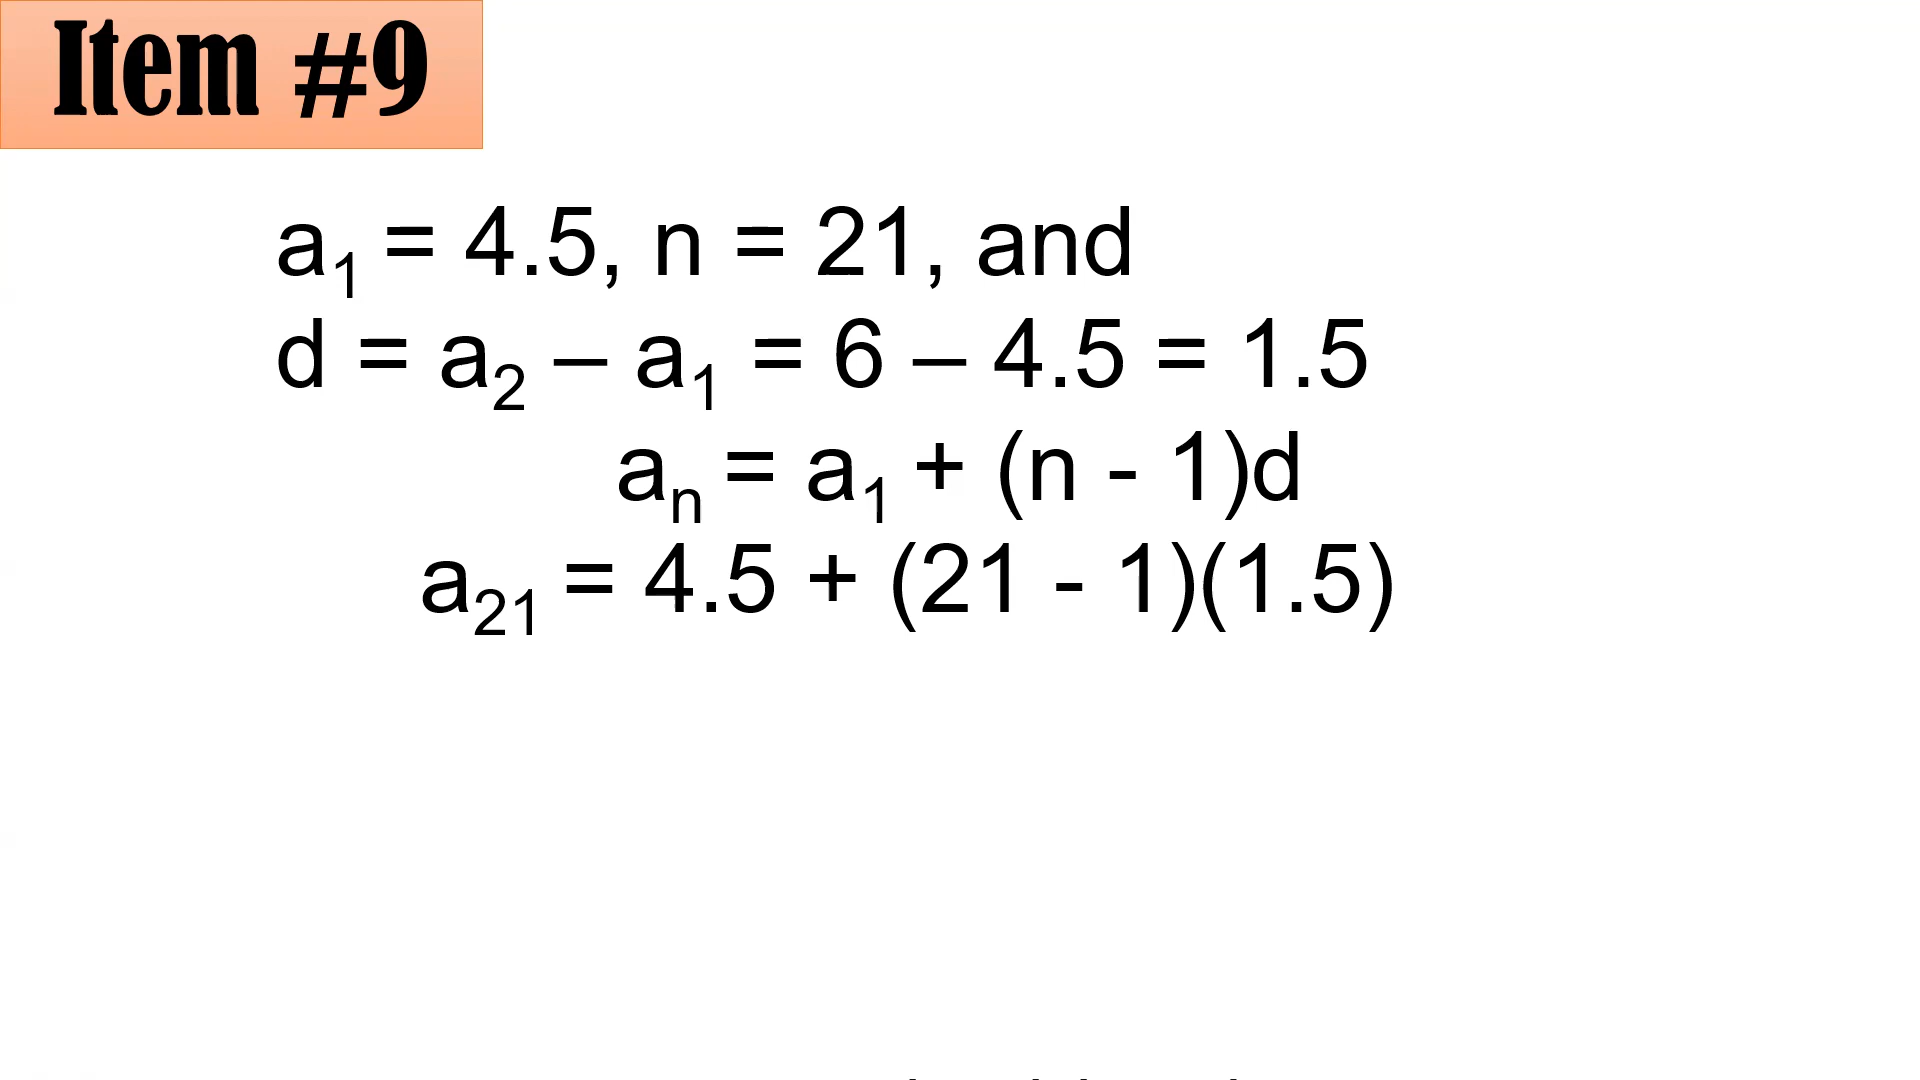 Item #9
a₁ = 4.5, n = 21, and
d = a₂ – a₁ = 6 – 4.5 = 1.5
aₙ = a₁ + (n - 1)d
a₂₁ = 4.5 + (21 - 1)(1.5)